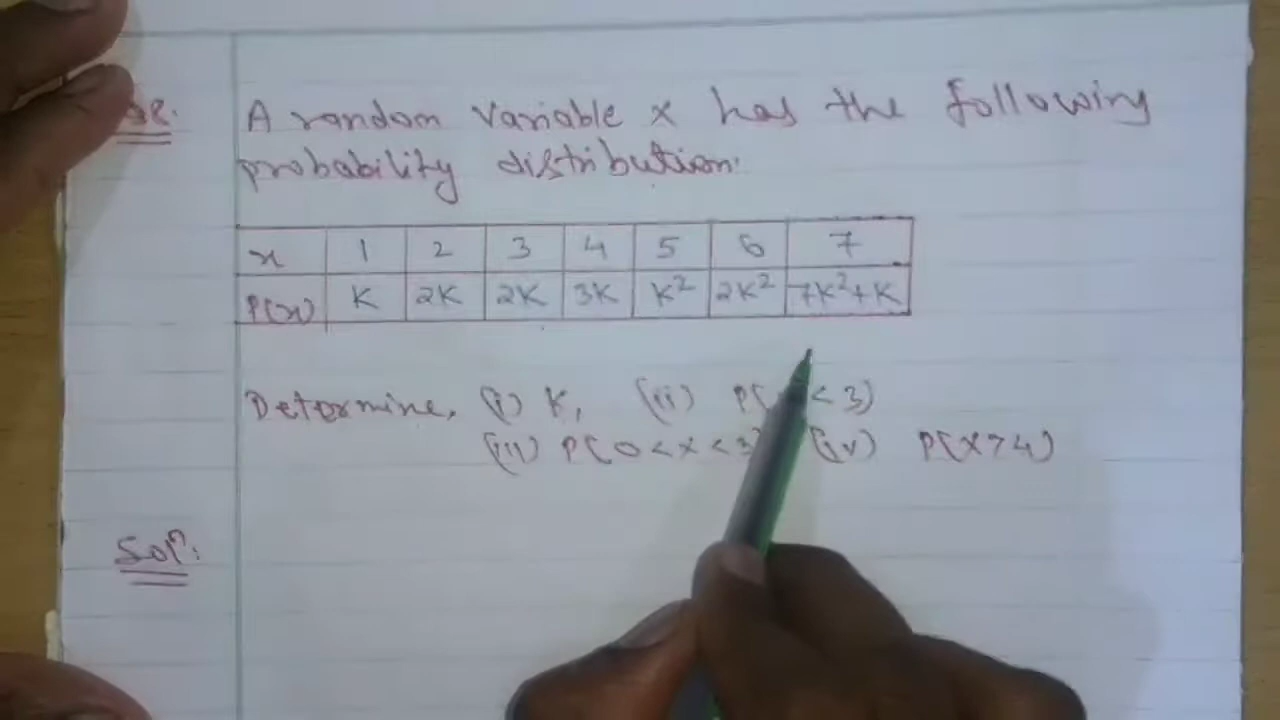 A random variable x has the following
probability distribution:
x 1 2 3 4 5 6 7
P(x) K 2K 2K 3K K² 2K² 7K²+K
Determine, (i) K, (ii) P( < 3)
(iii) P(0<x<3) (iv) P(X>4)
Solⁿ: